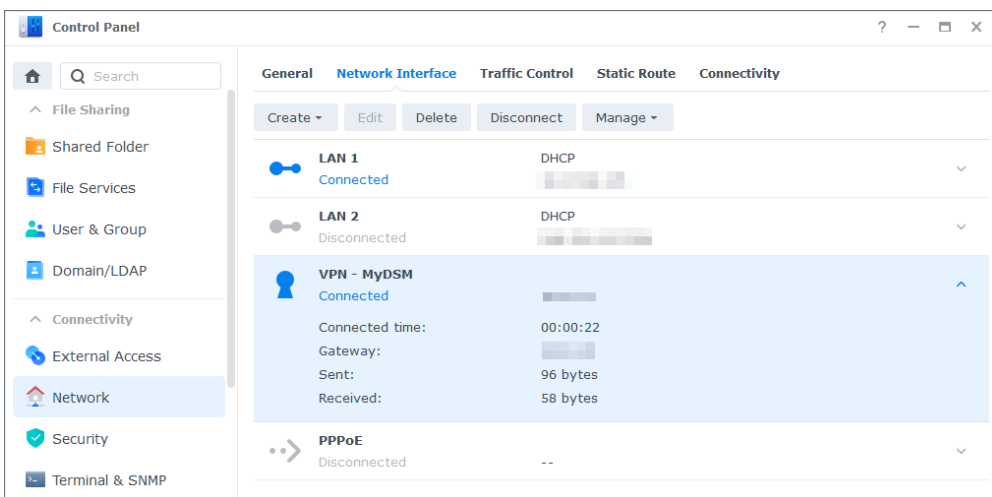 Control Panel
?
Search
File Sharing
Shared Folder
File Services
User & Group
Domain/LDAP
Connectivity
External Access
Network
Security
Terminal & SNMP
General Network Interface Traffic Control Static Route Connectivity
Create Edit Delete Disconnect Manage
LAN 1 DHCP
Connected
LAN 2 DHCP
Disconnected
VPN - MyDSM
Connected
Connected time: 00:00:22
Gateway:
Sent: 96 bytes
Received: 58 bytes
PPPoE
Disconnected --